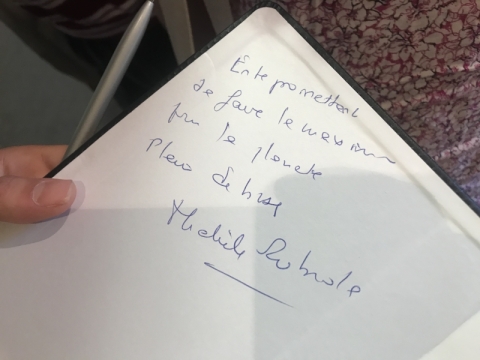 En te promettant
de faire le maximum
pour la planète
Plein de bises
Michèle